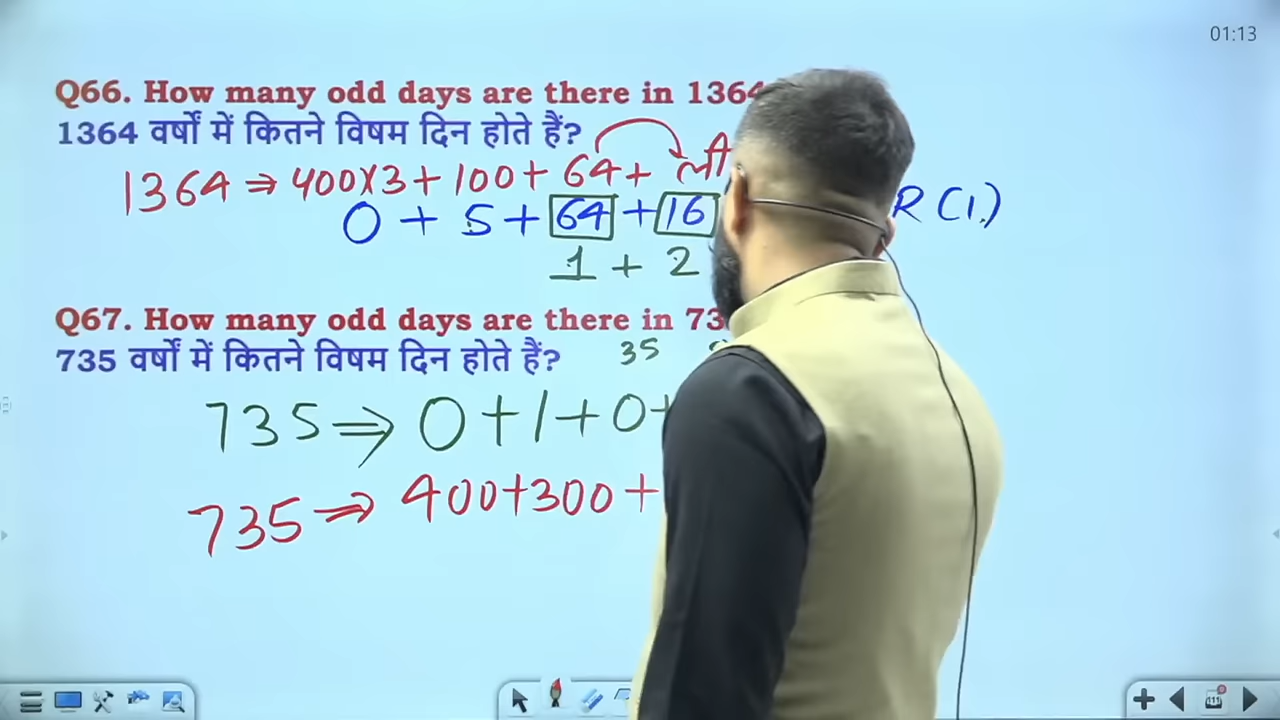 01:13
Q66. How many odd days are there in 1364
1364 वर्षों में कितने विषम दिन होते हैं?
1364 ⇒ 400X3 + 100 + 64 + ली
0 + 5 + 64 + 16 R (1)
1 + 2
Q67. How many odd days are there in 73
735 वर्षों में कितने विषम दिन होते हैं? 35
735 ⇒ 0 + 1 + 0 +
735 ⇒ 400 + 300 +